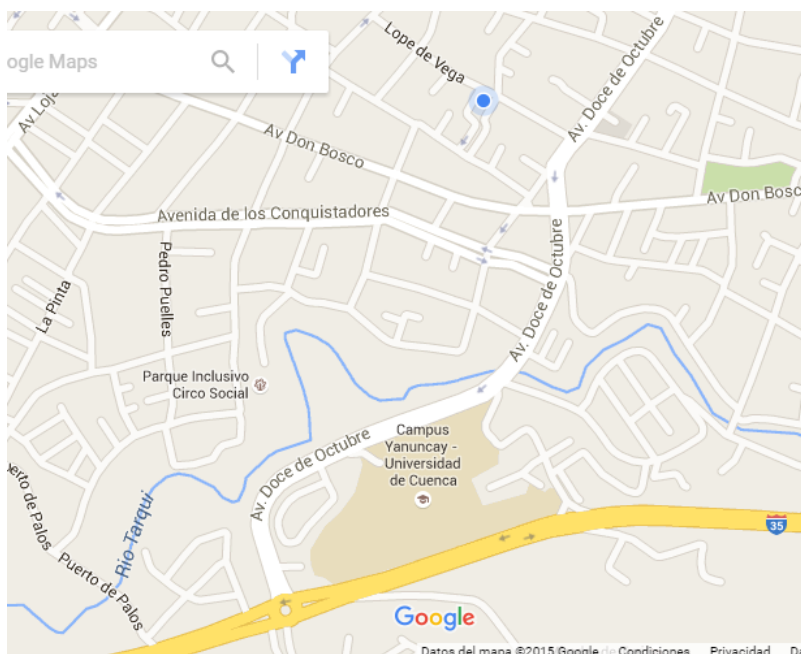 Lope de Vega
ogle Maps
Av. Doce de Octubre
Av Loja
Av Don Bosco
Av Don Bosc
Avenida de los Conquistadores
Av. Doce de Octubre
Pedro Puelles
La Pinta
Av. Doce de Octubre
Parque Inclusivo
Circo Social
Campus
Yanuncay -
Universidad
de Cuenca
Av. Doce de Octubre
erto de Palos
Rio Tarqui
35
Puerto de Palos
Google
Datos del mapa ©2015 Google Condiciones Privacidad Da